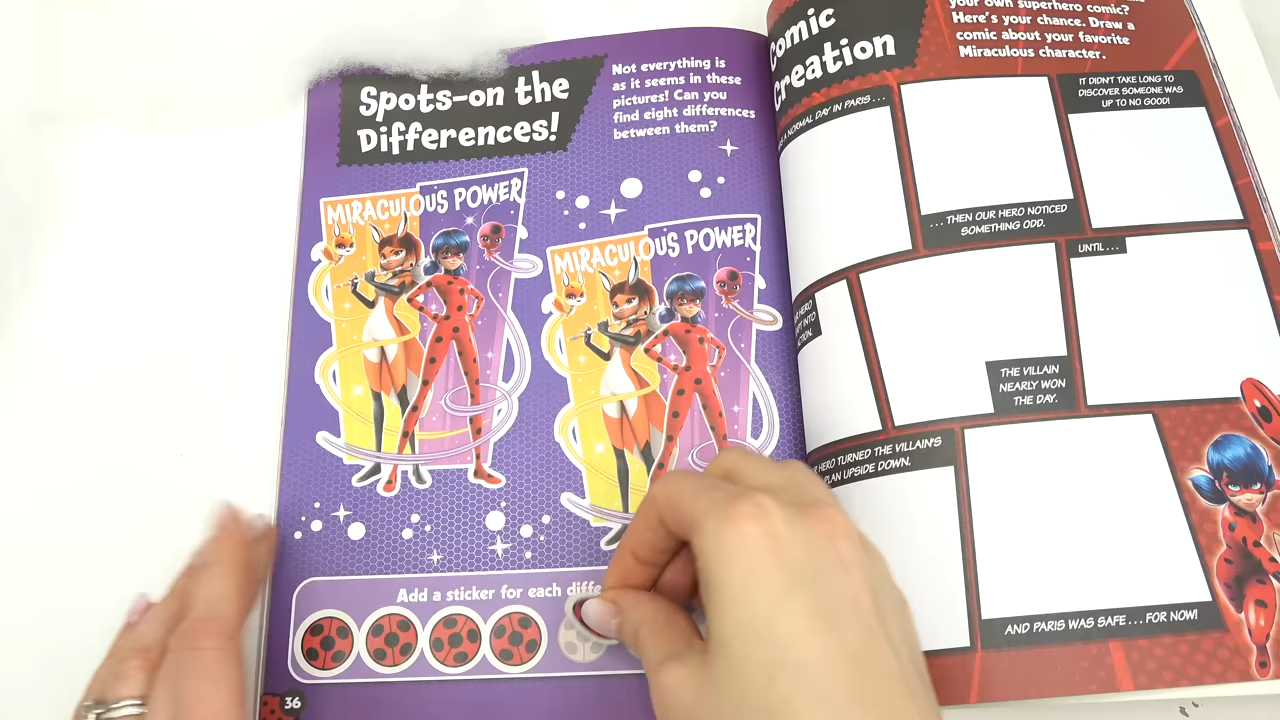 Spots-on the
Differences!
Not everything is
as it seems in these
pictures! Can you
find eight differences
between them?
MIRACULOUS POWER
MIRACULOUS POWER
Add a sticker for each
36
Comic
Creation
your own superhero comic?
Here's your chance. Draw a
comic about your favorite
Miraculous character.
A NORMAL DAY IN PARIS . . .
. . . THEN OUR HERO NOTICED
SOMETHING ODD.
IT DIDN'T TAKE LONG TO
DISCOVER SOMEONE WAS
UP TO NO GOOD!
HERO
INTO
THE VILLAIN
NEARLY WON
THE DAY.
UNTIL . . .
HERO TURNED THE VILLAIN'S
PLAN UPSIDE DOWN.
AND PARIS WAS SAFE . . . FOR NOW!